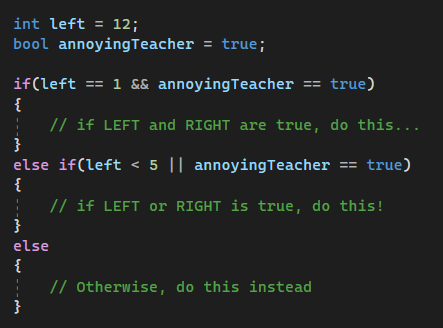 int left = 12;
bool annoyingTeacher = true;

if(left == 1 && annoyingTeacher == true)
{
    // if LEFT and RIGHT are true, do this...
}
else if(left < 5 || annoyingTeacher == true)
{
    // if LEFT or RIGHT is true, do this!
}
else
{
    // Otherwise, do this instead
}